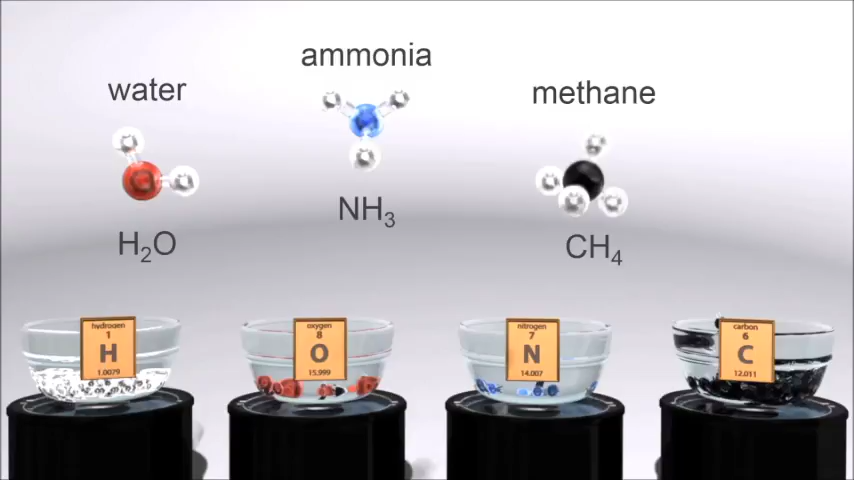 ammonia
water
methane
NH₃
H₂O
CH₄
hydrogen
1
H
1.0079
oxygen
8
O
15.999
nitrogen
7
N
14.007
carbon
6
C
12.011